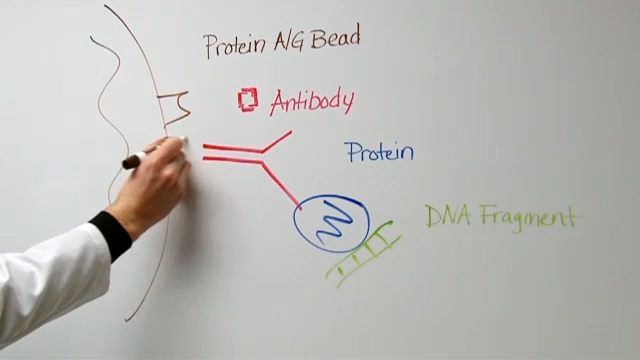 Protein A/G Bead
Antibody
Protein
DNA Fragment